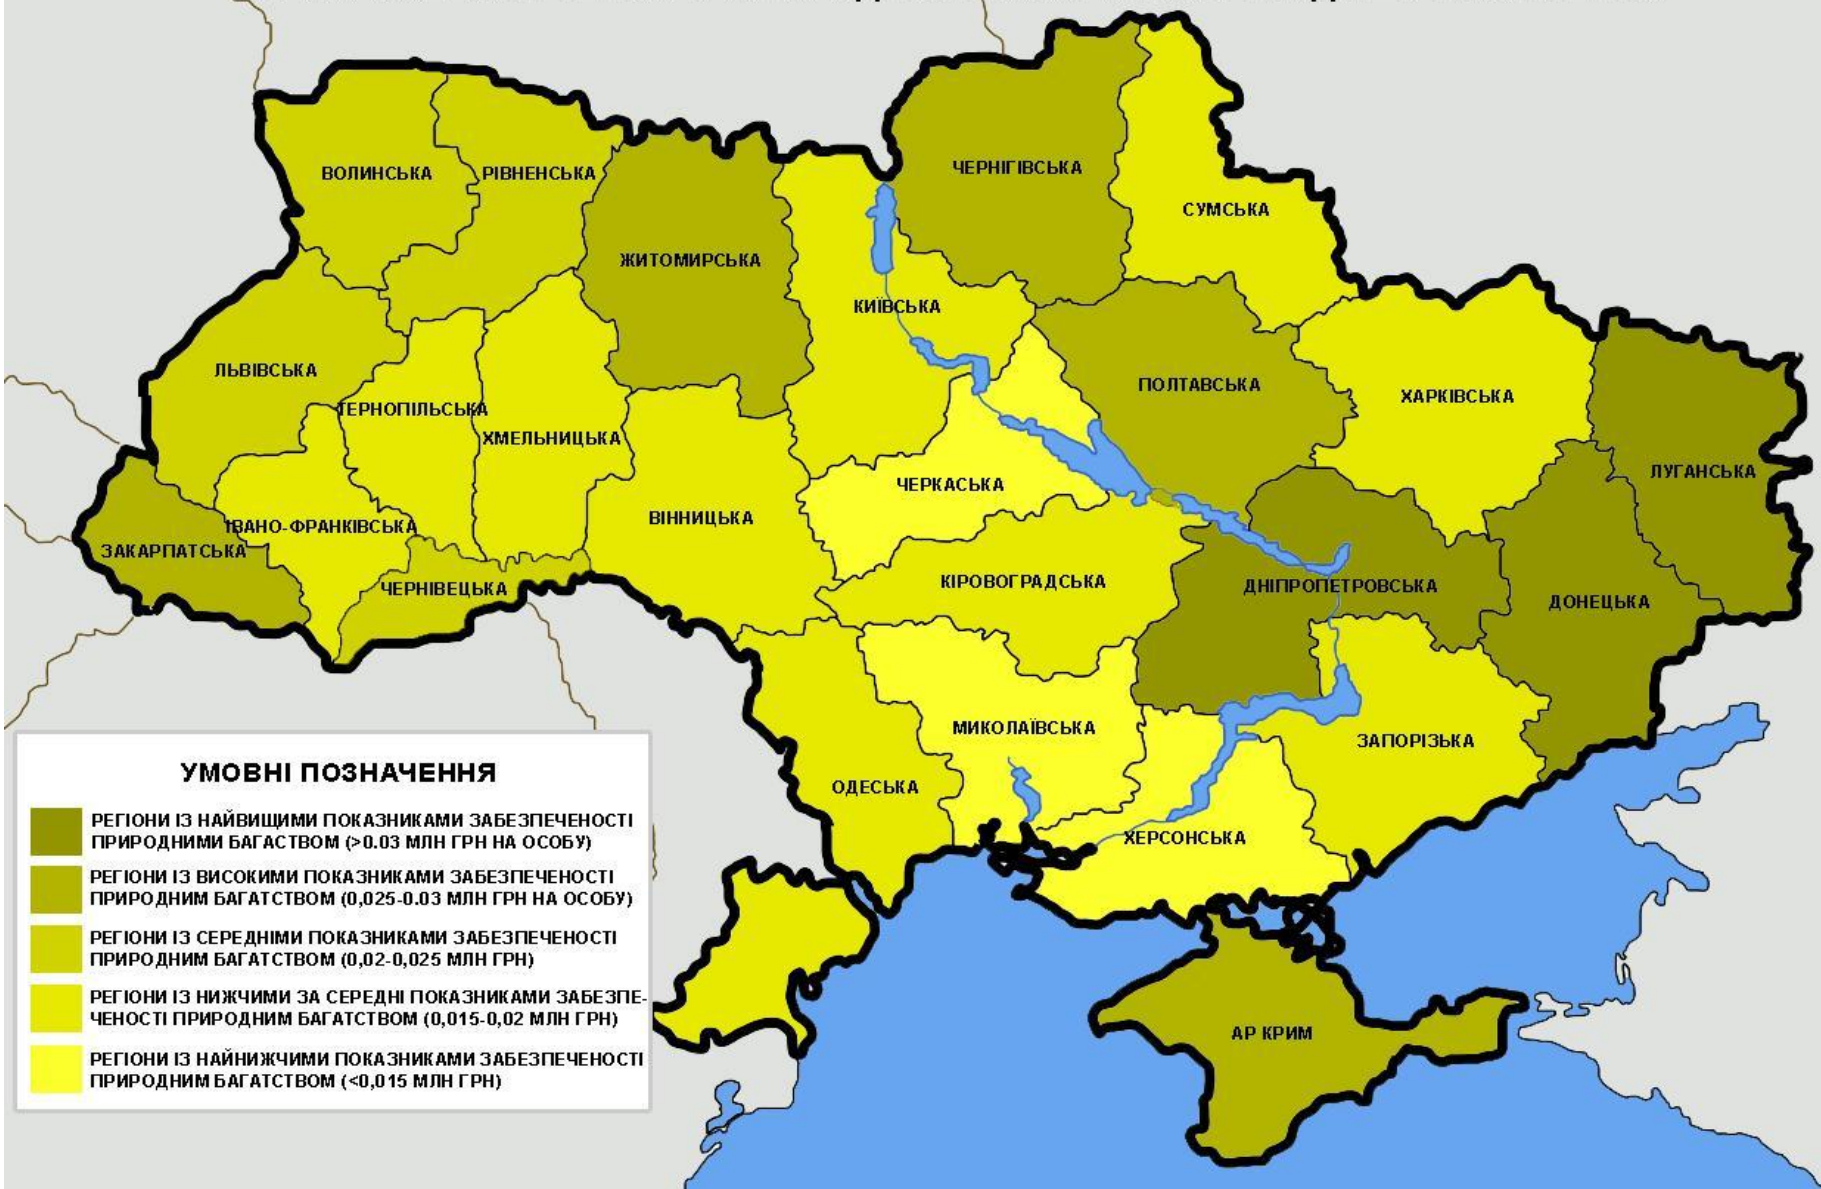 ВОЛИНСЬКА
РІВНЕНСЬКА
ЧЕРНІГІВСЬКА
СУМСЬКА
ЖИТОМИРСЬКА
КИЇВСЬКА
ЛЬВІВСЬКА
ТЕРНОПІЛЬСЬКА
ХМЕЛЬНИЦЬКА
ПОЛТАВСЬКА
ХАРКІВСЬКА
ЛУГАНСЬКА
ЧЕРКАСЬКА
ВІННИЦЬКА
ІВАНО-ФРАНКІВСЬКА
ЗАКАРПАТСЬКА
ЧЕРНІВЕЦЬКА
КІРОВОГРАДСЬКА
ДНІПРОПЕТРОВСЬКА
ДОНЕЦЬКА
МИКОЛАЇВСЬКА
ЗАПОРІЗЬКА
ОДЕСЬКА
ХЕРСОНСЬКА
АР КРИМ
УМОВНІ ПОЗНАЧЕННЯ
РЕГІОНИ ІЗ НАЙВИЩИМИ ПОКАЗНИКАМИ ЗАБЕЗПЕЧЕНОСТІ
ПРИРОДНИМИ БАГАСТВОМ (>0.03 МЛН ГРН НА ОСОБУ)
РЕГІОНИ ІЗ ВИСОКИМИ ПОКАЗНИКАМИ ЗАБЕЗПЕЧЕНОСТІ
ПРИРОДНИМ БАГАТСТВОМ (0,025-0.03 МЛН ГРН НА ОСОБУ)
РЕГІОНИ ІЗ СЕРЕДНІМИ ПОКАЗНИКАМИ ЗАБЕЗПЕЧЕНОСТІ
ПРИРОДНИМ БАГАТСТВОМ (0,02-0,025 МЛН ГРН)
РЕГІОНИ ІЗ НИЖЧИМИ ЗА СЕРЕДНІ ПОКАЗНИКАМИ ЗАБЕЗПЕ-
ЧЕНОСТІ ПРИРОДНИМ БАГАТСТВОМ (0,015-0,02 МЛН ГРН)
РЕГІОНИ ІЗ НАЙНИЖЧИМИ ПОКАЗНИКАМИ ЗАБЕЗПЕЧЕНОСТІ
ПРИРОДНИМ БАГАТСТВОМ (<0,015 МЛН ГРН)